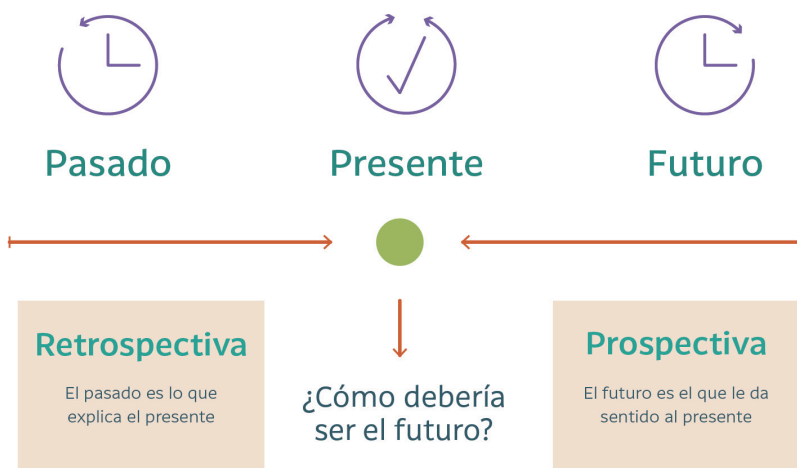 Pasado
Presente
Futuro
Retrospectiva
El pasado es lo que
explica el presente
¿Cómo debería
ser el futuro?
Prospectiva
El futuro es el que le da
sentido al presente